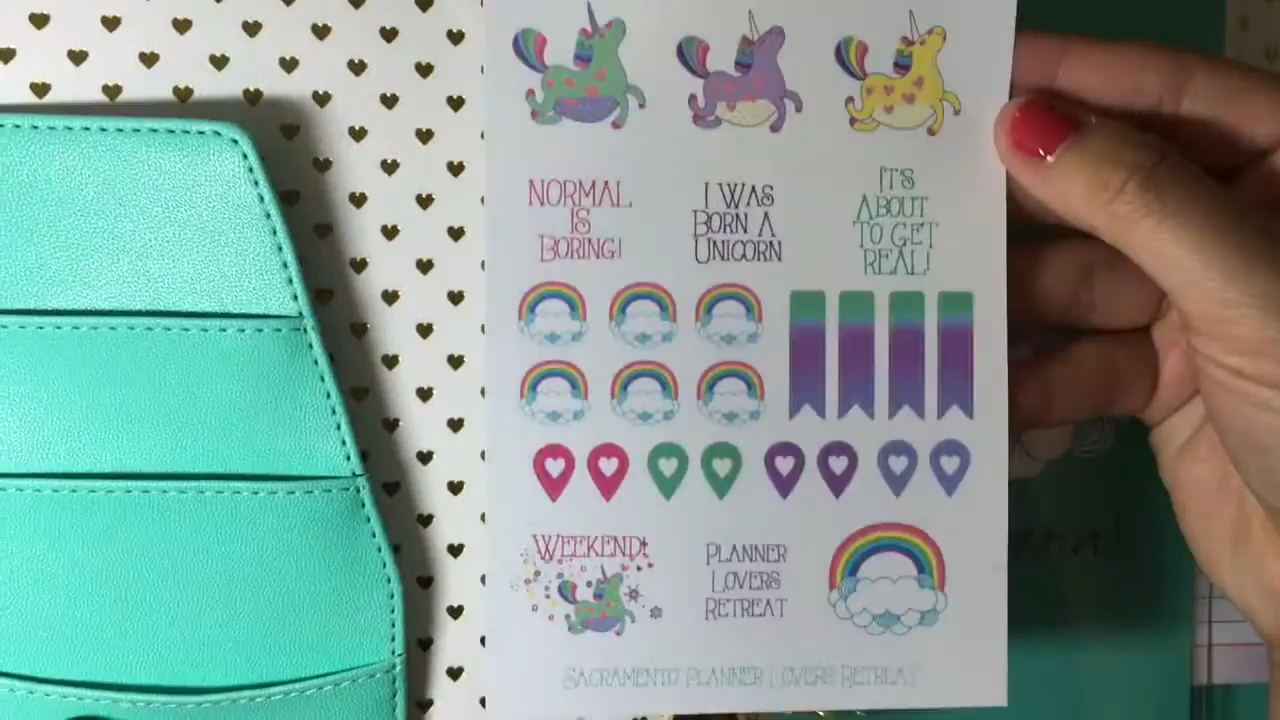 NORMAL
IS
BORING!
I WAS
BORN A
UNICORN
IT'S
ABOUT
TO GET
REAL!
WEEKEND!
PLANNER
LOVERS
RETREAT
SACRAMENTO PLANNER LOVERS RETREAT